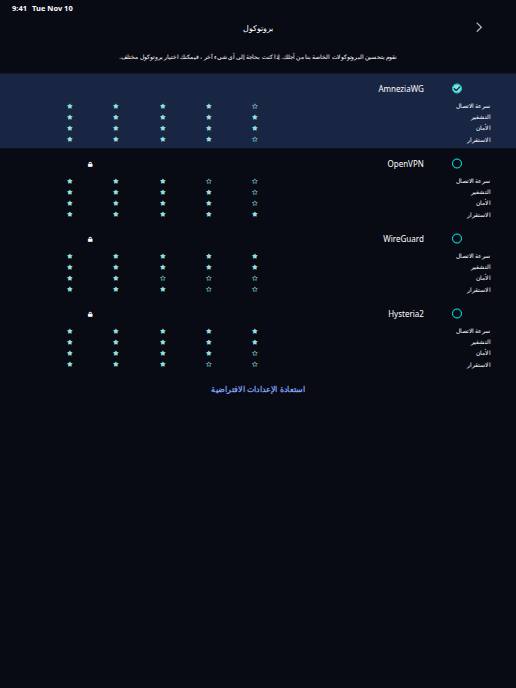 9:41 Tue Nov 10
بروتوكول
نقوم بتحسين البروتوكولات الخاصة بنا من أجلك. إذا كنت بحاجة إلى أي شيء آخر ، فيمكنك اختيار بروتوكول مختلف.
AmneziaWG
سرعة الاتصال
التشفير
الأمان
الاستقرار
OpenVPN
سرعة الاتصال
التشفير
الأمان
الاستقرار
WireGuard
سرعة الاتصال
التشفير
الأمان
الاستقرار
Hysteria2
سرعة الاتصال
التشفير
الأمان
الاستقرار
استعادة الإعدادات الافتراضية